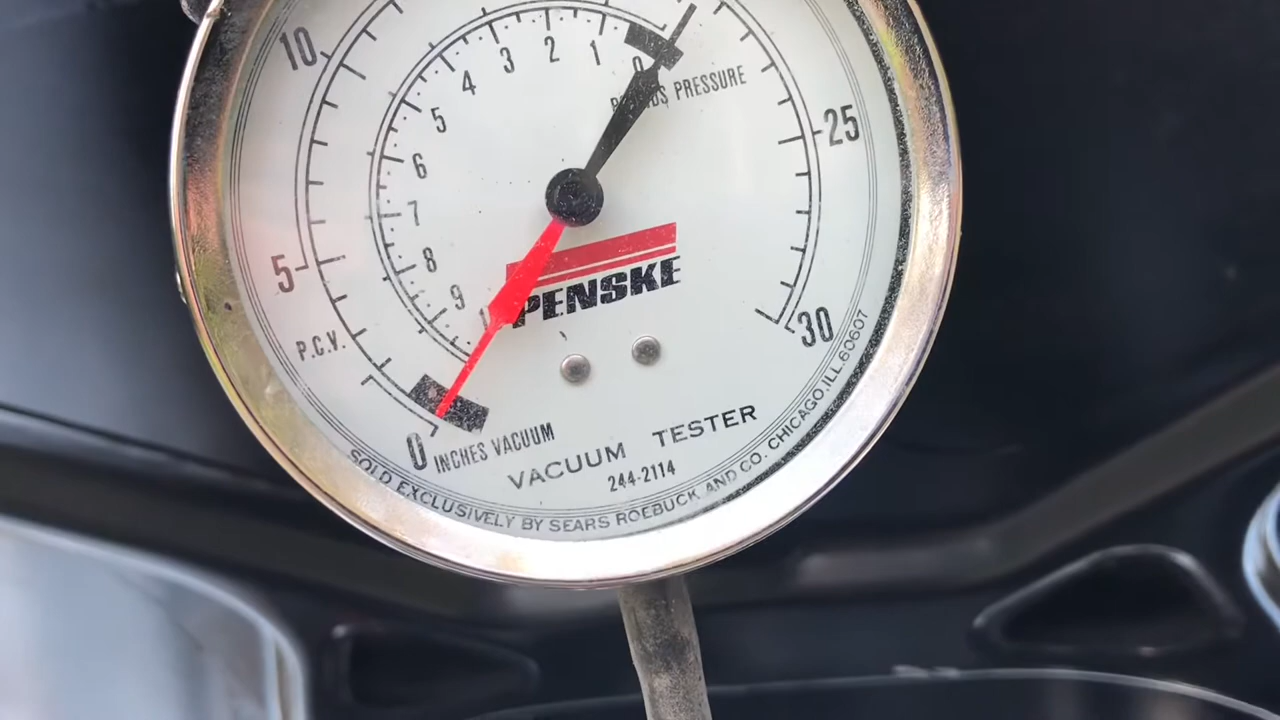 10
3 2 1 0
4
5
6
7
8
9
PRESSURE
25
5
P.C.V.
PENSKE
30
0
INCHES VACUUM
VACUUM TESTER
244-2114
SOLD EXCLUSIVELY BY SEARS ROEBUCK AND CO. CHICAGO, ILL. 60607